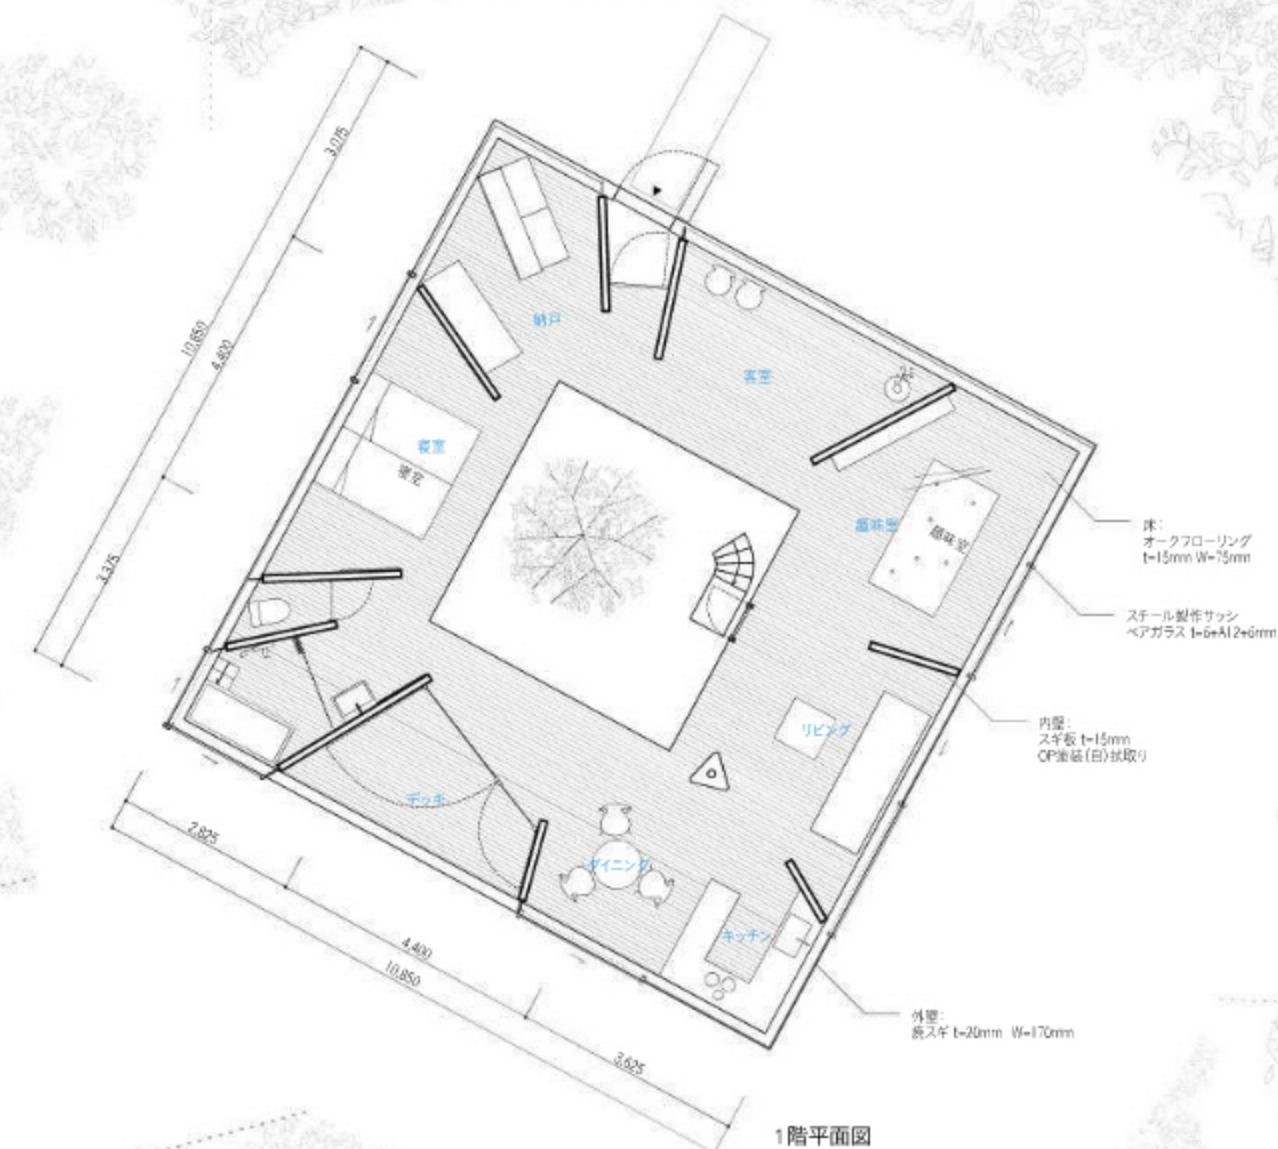 3,075
10,850
4,400
3,375
納戸
客室
寝室
寝室
趣味室
趣味室
床:
オークフローリング
t=15mm W=75mm
スチール製作サッシ
ペアガラス t=6+A12+6mm
リビング
内壁:
スギ板 t=15mm
OP塗装(白)拭取り
デッキ
ダイニング
キッチン
2,825
4,400
10,850
3,625
外壁:
焼スギ t=20mm W=170mm
1階平面図